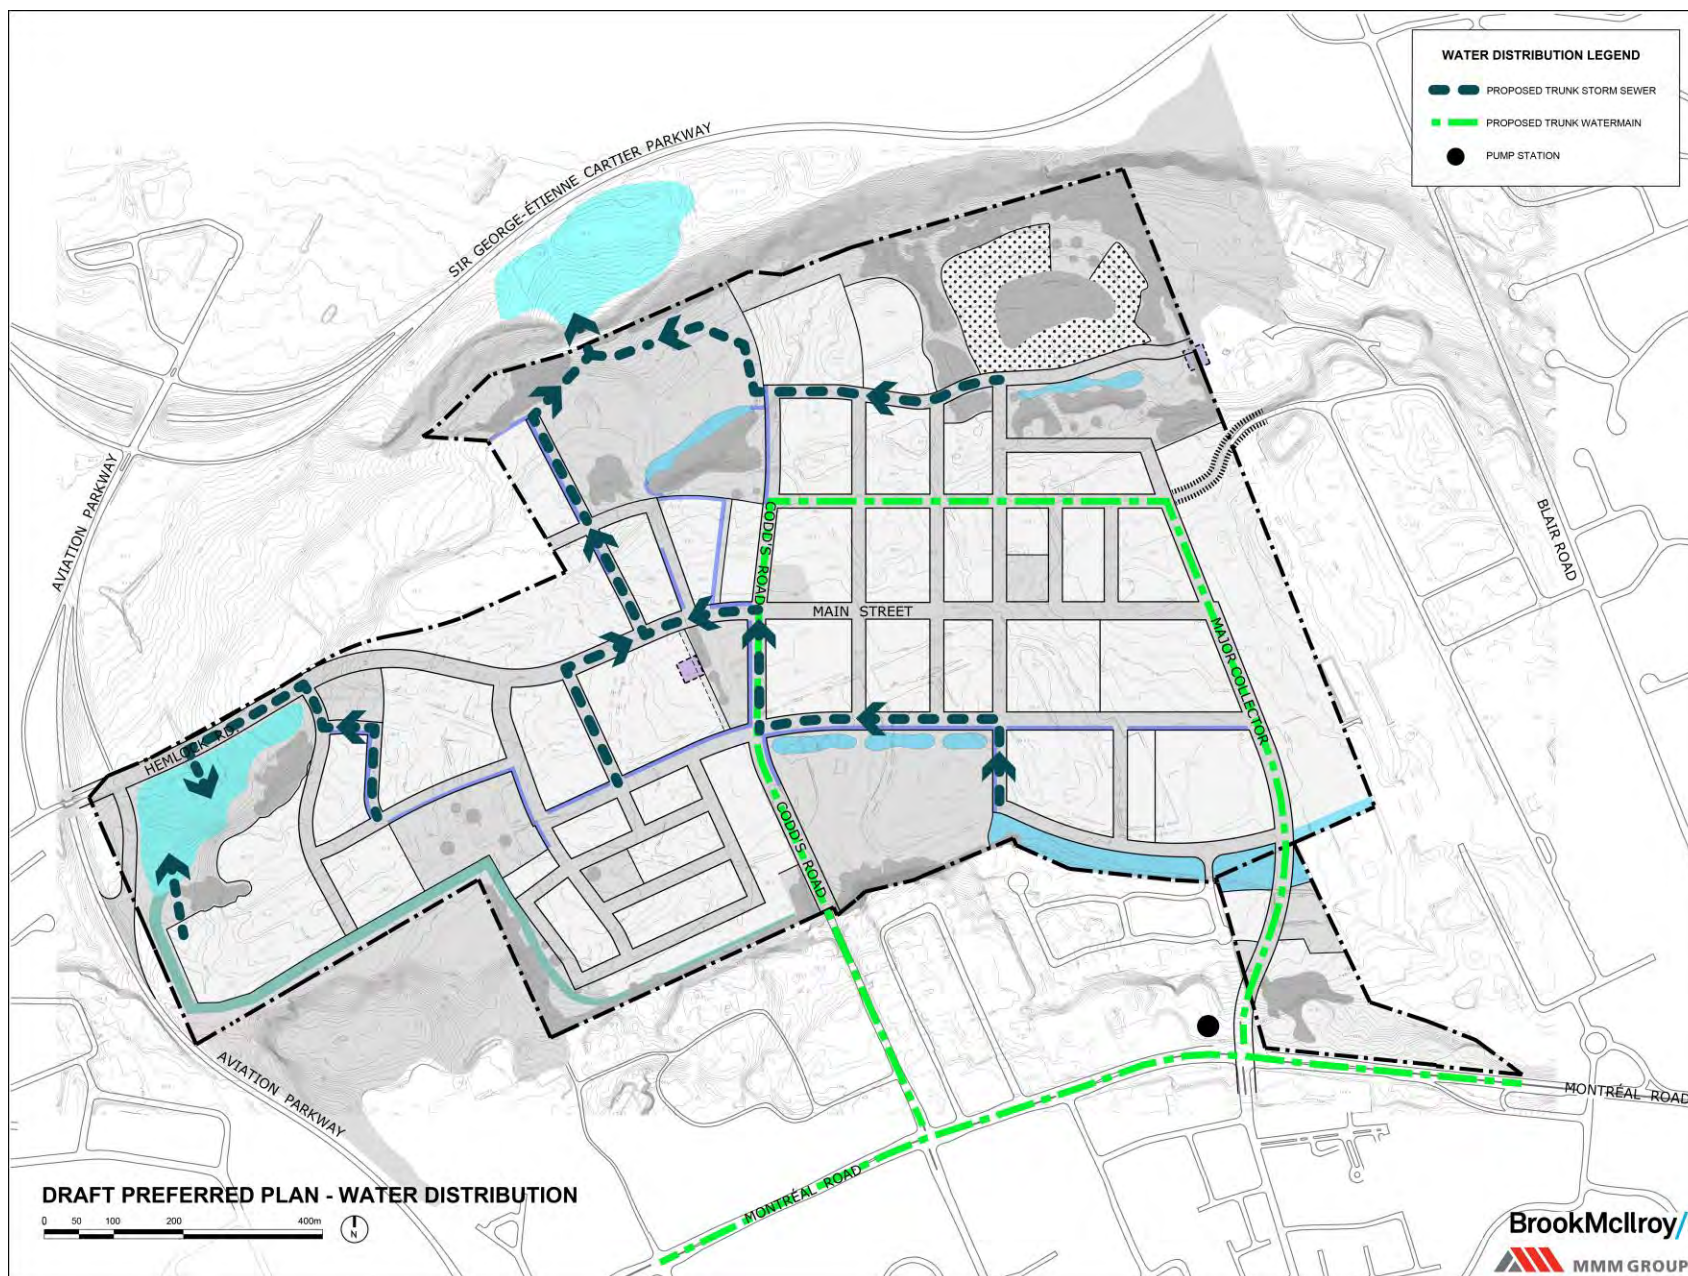 WATER DISTRIBUTION LEGEND
PROPOSED TRUNK STORM SEWER
PROPOSED TRUNK WATERMAIN
PUMP STATION
SIR GEORGE-ÉTIENNE CARTIER PARKWAY
AVIATION PARKWAY
BLAIR ROAD
CODD'S ROAD
MAIN STREET
MAJOR COLLECTOR
HEMLOCK RD.
CODD'S ROAD
AVIATION PARKWAY
MONTRÉAL ROAD
MONTRÉAL ROAD
DRAFT PREFERRED PLAN - WATER DISTRIBUTION
0 50 100 200 400m
N
BrookMcIlroy/
MMM GROUP